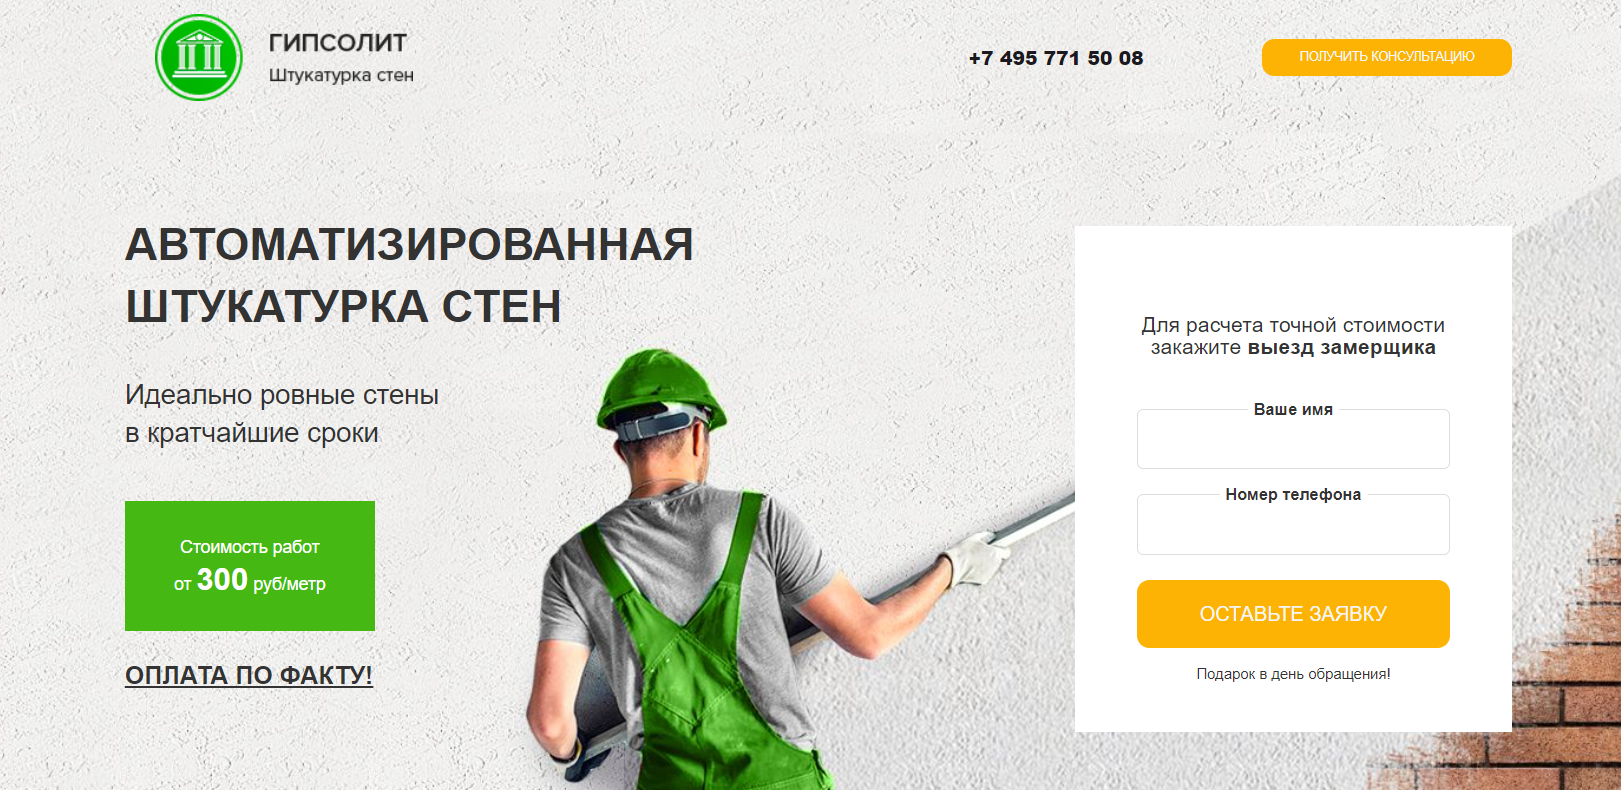 ГИПСОЛИТ
Штукатурка стен
+7 495 771 50 08
ПОЛУЧИТЬ КОНСУЛЬТАЦИЮ
АВТОМАТИЗИРОВАННАЯ
ШТУКАТУРКА СТЕН
Идеально ровные стены
в кратчайшие сроки
Стоимость работ
от 300 руб/метр
ОПЛАТА ПО ФАКТУ!
Для расчета точной стоимости
закажите выезд замерщика
Ваше имя
Номер телефона
ОСТАВЬТЕ ЗАЯВКУ
Подарок в день обращения!